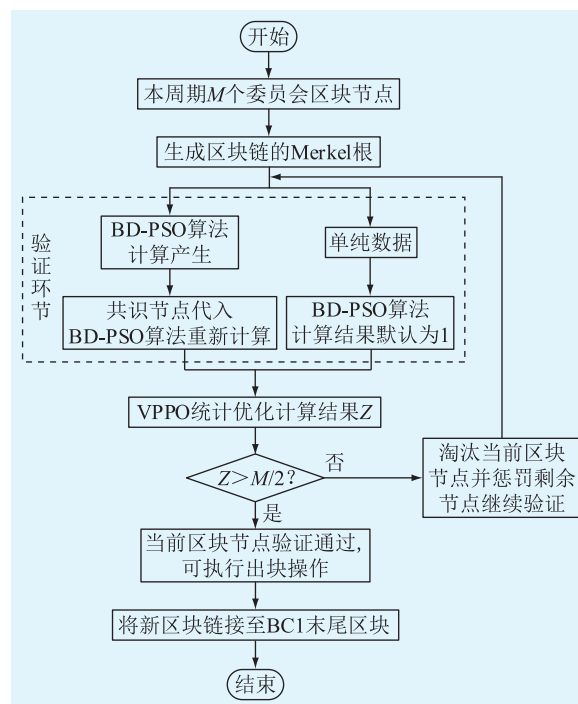 开始
本周期M个委员会区块节点
生成区块链的Merkel根
验证环节
BD-PSO算法
计算产生
单纯数据
共识节点代入
BD-PSO算法重新计算
BD-PSO算法
计算结果默认为1
VPPO统计优化计算结果Z
Z＞M/2?
否
淘汰当前区块
节点并惩罚剩余
节点继续验证
是
当前区块节点验证通过,
可执行出块操作
将新区块链接至BC1末尾区块
结束